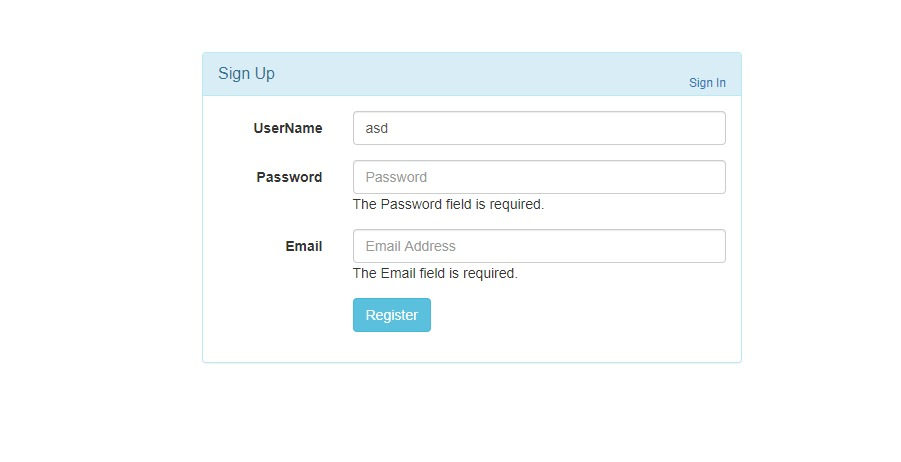 Sign Up
Sign In
UserName
asd
Password
Password
The Password field is required.
Email
Email Address
The Email field is required.
Register